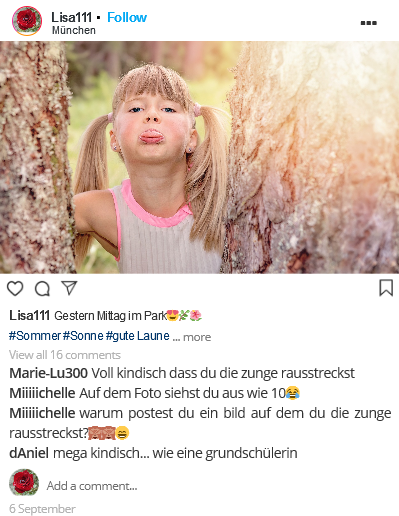 Lisa111 • Follow
München
Lisa111 Gestern Mittag im Park😍🌿🌺
#Sommer #Sonne #gute Laune ... more
View all 16 comments
Marie-Lu300 Voll kindisch dass du die zunge rausstreckst
Miiiiichelle Auf dem Foto siehst du aus wie 10😂
Miiiiichelle warum postest du ein bild auf dem du die zunge
rausstreckst?🙈🙈😄
dAniel mega kindisch... wie eine grundschülerin
Add a comment...
6 September